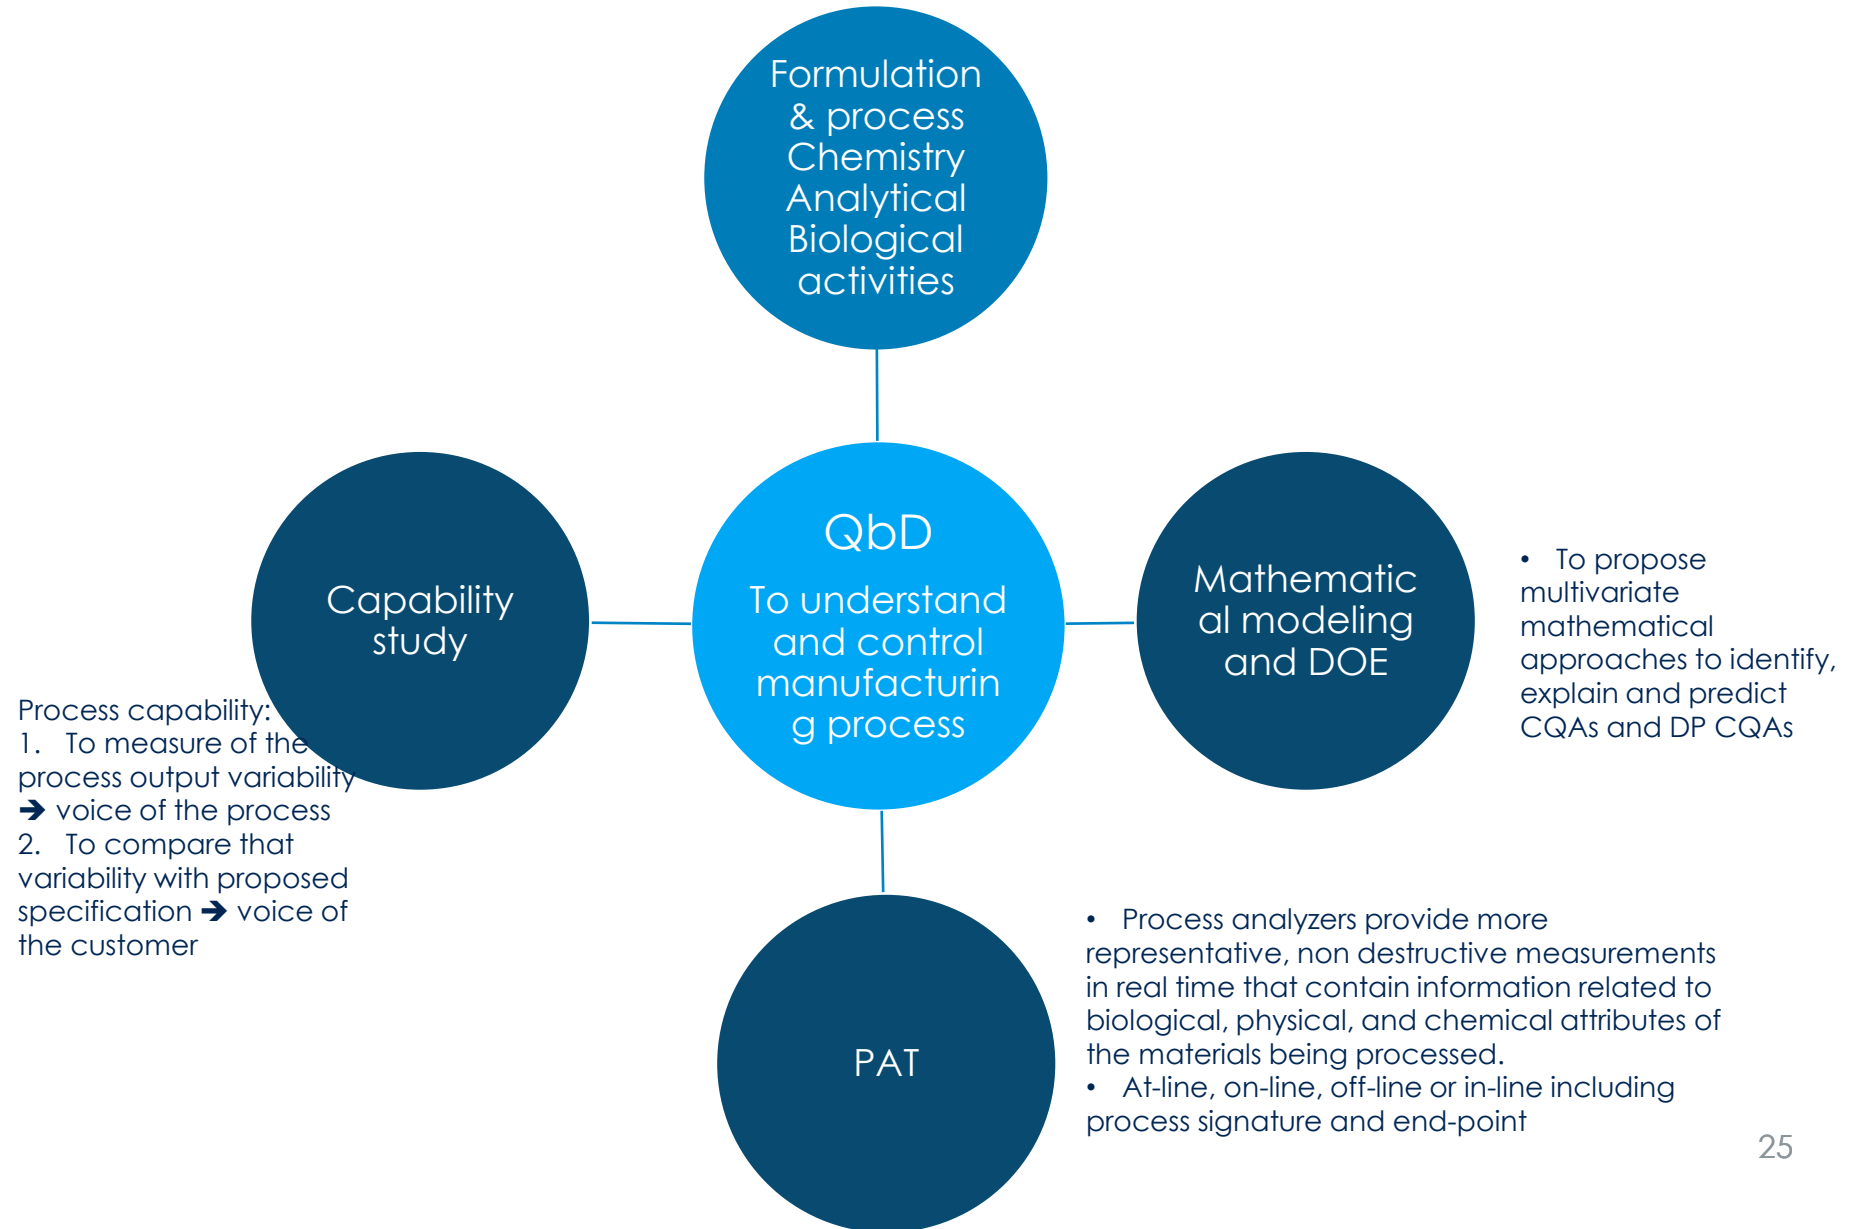 Formulation
& process
Chemistry
Analytical
Biological
activities
Capability
study
QbD
To understand
and control
manufacturin
g process
Mathematic
al modeling
and DOE
• To propose
multivariate
mathematical
approaches to identify,
explain and predict
CQAs and DP CQAs
Process capability:
1. To measure of the
process output variability
➔ voice of the process
2. To compare that
variability with proposed
specification ➔ voice of
the customer
PAT
• Process analyzers provide more
representative, non destructive measurements
in real time that contain information related to
biological, physical, and chemical attributes of
the materials being processed.
• At-line, on-line, off-line or in-line including
process signature and end-point
25